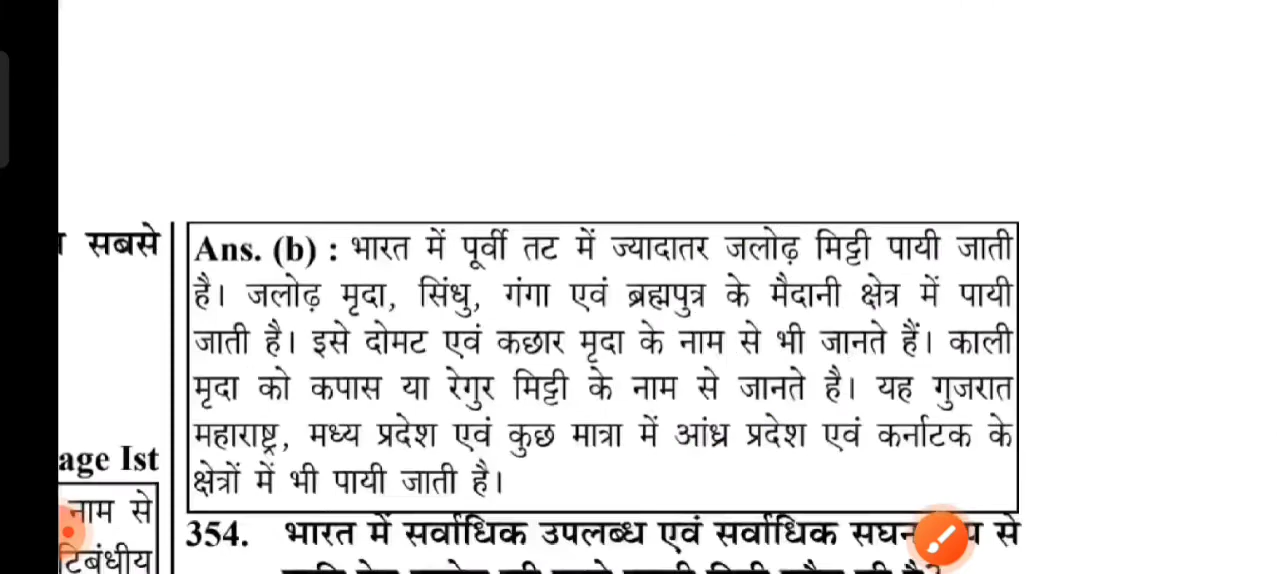 सबसे
age Ist
नाम से
टिबंधीय
Ans. (b) : भारत में पूर्वी तट में ज्यादातर जलोढ़ मिट्टी पायी जाती
है। जलोढ़ मृदा, सिंधु, गंगा एवं ब्रह्मपुत्र के मैदानी क्षेत्र में पायी
जाती है। इसे दोमट एवं कछार मृदा के नाम से भी जानते हैं। काली
मृदा को कपास या रेगुर मिट्टी के नाम से जानते है। यह गुजरात
महाराष्ट्र, मध्य प्रदेश एवं कुछ मात्रा में आंध्र प्रदेश एवं कर्नाटक के
क्षेत्रों में भी पायी जाती है।
354. भारत में सर्वाधिक उपलब्ध एवं सर्वाधिक सघन से